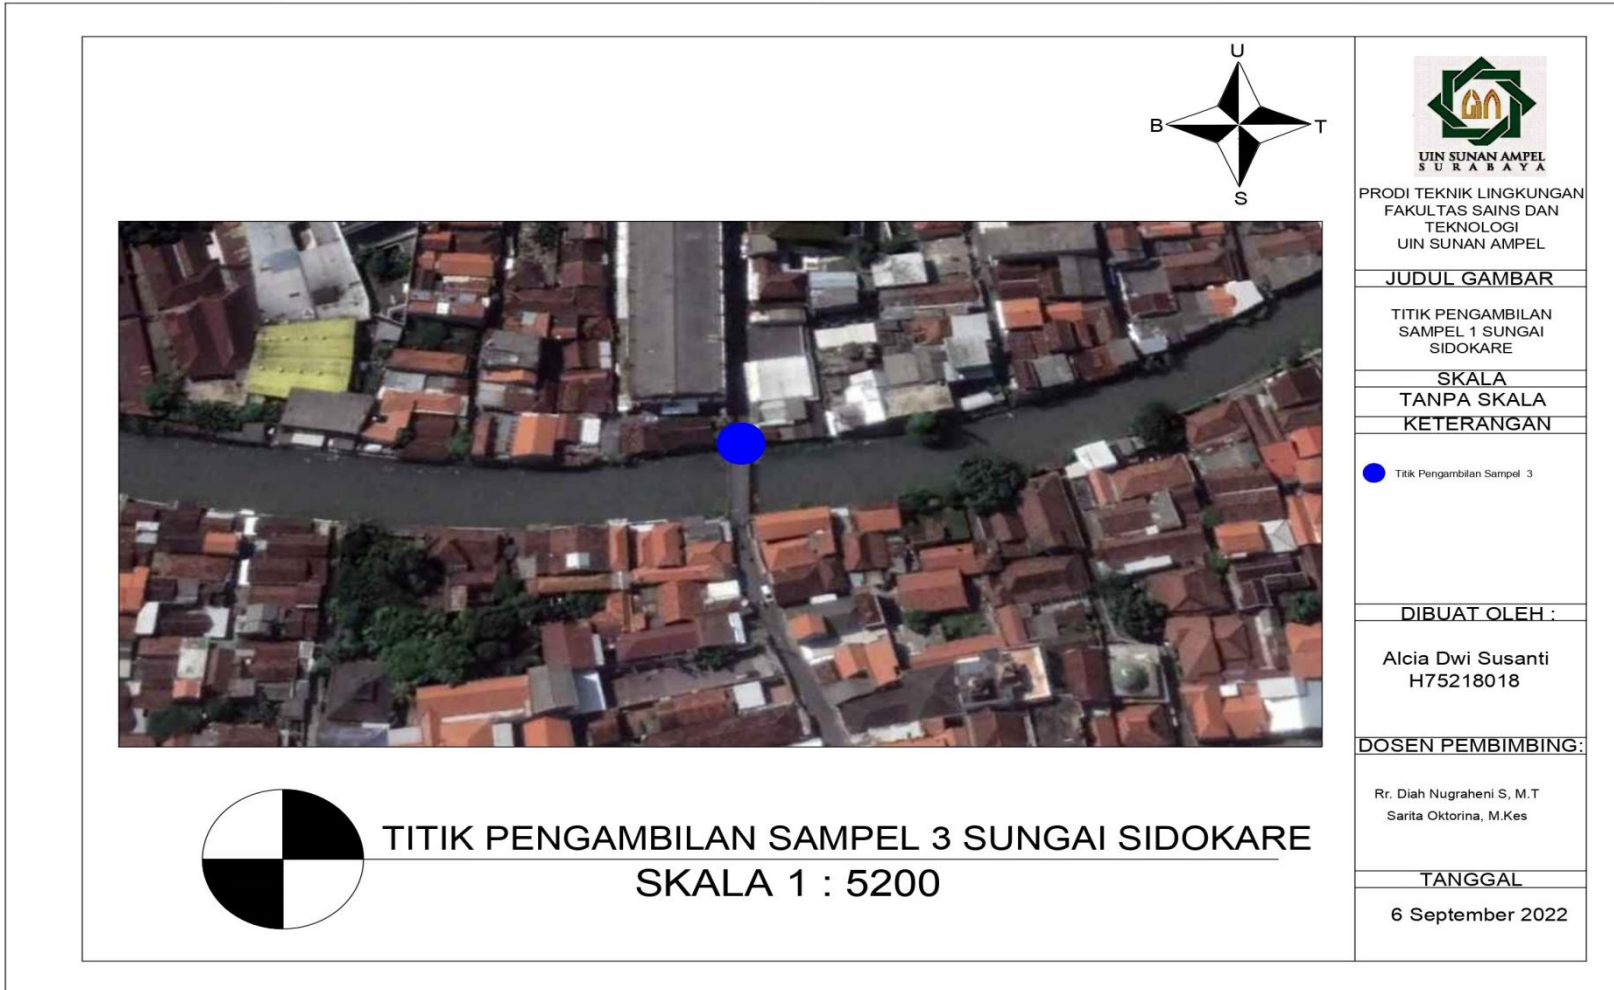 U
B
T
S
UIN SUNAN AMPEL
S U R A B A Y A
PRODI TEKNIK LINGKUNGAN
FAKULTAS SAINS DAN
TEKNOLOGI
UIN SUNAN AMPEL
JUDUL GAMBAR
TITIK PENGAMBILAN
SAMPEL 1 SUNGAI
SIDOKARE
SKALA
TANPA SKALA
KETERANGAN
Titik Pengambilan Sampel 3
DIBUAT OLEH :
Alcia Dwi Susanti
H75218018
DOSEN PEMBIMBING:
Rr. Diah Nugraheni S, M.T
Sarita Oktorina, M.Kes
TANGGAL
6 September 2022
TITIK PENGAMBILAN SAMPEL 3 SUNGAI SIDOKARE
SKALA 1 : 5200